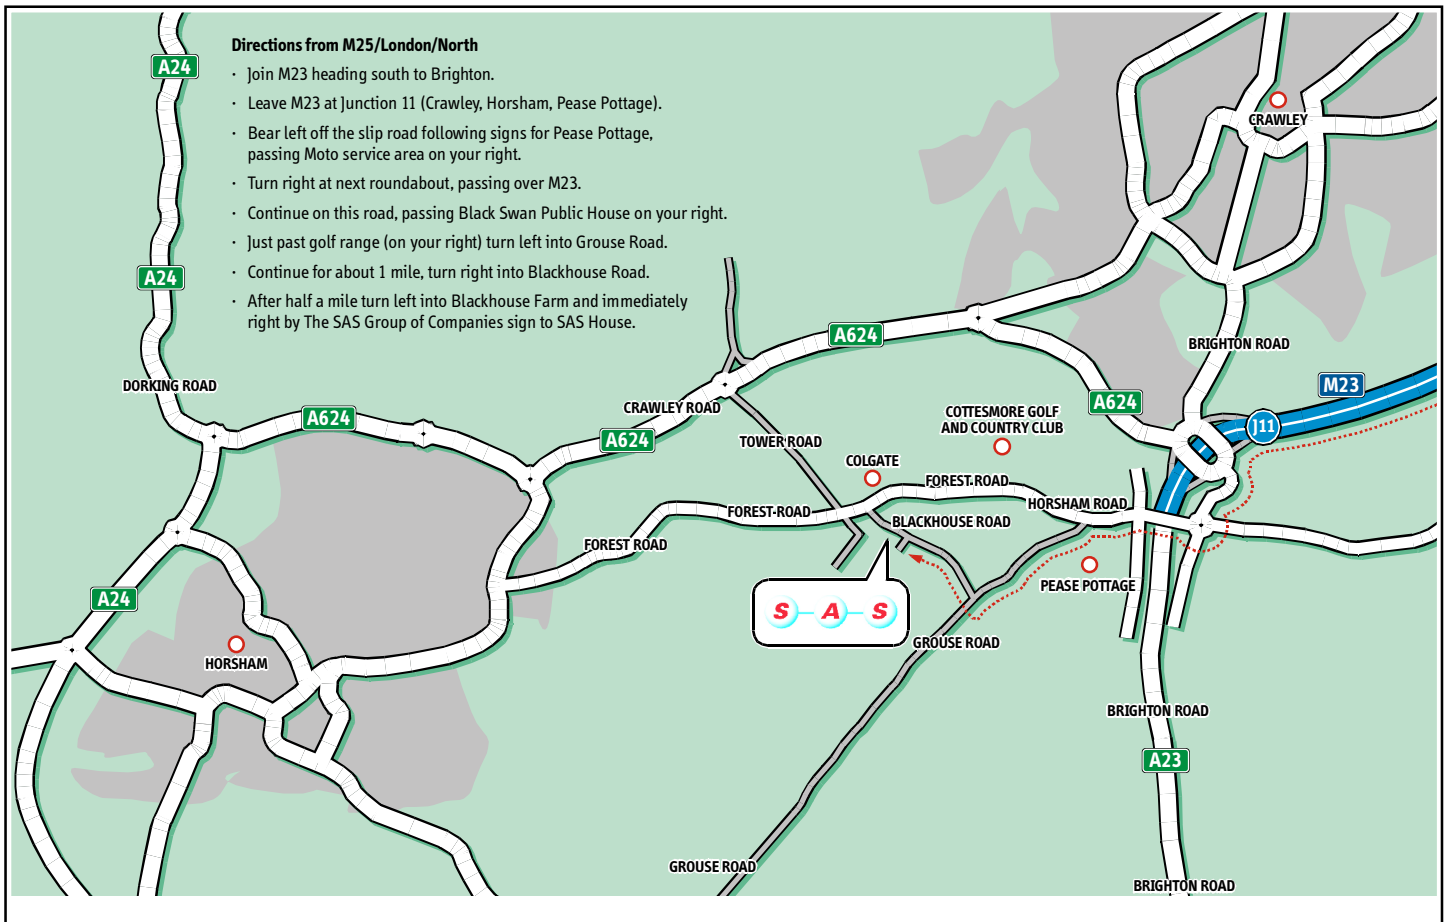 Directions from M25/London/North
· Join M23 heading south to Brighton.
· Leave M23 at Junction 11 (Crawley, Horsham, Pease Pottage).
· Bear left off the slip road following signs for Pease Pottage,
passing Moto service area on your right.
· Turn right at next roundabout, passing over M23.
· Continue on this road, passing Black Swan Public House on your right.
· Just past golf range (on your right) turn left into Grouse Road.
· Continue for about 1 mile, turn right into Blackhouse Road.
· After half a mile turn left into Blackhouse Farm and immediately
right by The SAS Group of Companies sign to SAS House.
A24
CRAWLEY
A24
A624
BRIGHTON ROAD
DORKING ROAD
M23
A624
CRAWLEY ROAD
A624
A624
COTTESMORE GOLF
AND COUNTRY CLUB
J11
TOWER ROAD
COLGATE
FOREST ROAD
HORSHAM ROAD
FOREST ROAD
BLACKHOUSE ROAD
FOREST ROAD
PEASE POTTAGE
A24
S A S
GROUSE ROAD
HORSHAM
BRIGHTON ROAD
A23
GROUSE ROAD
BRIGHTON ROAD